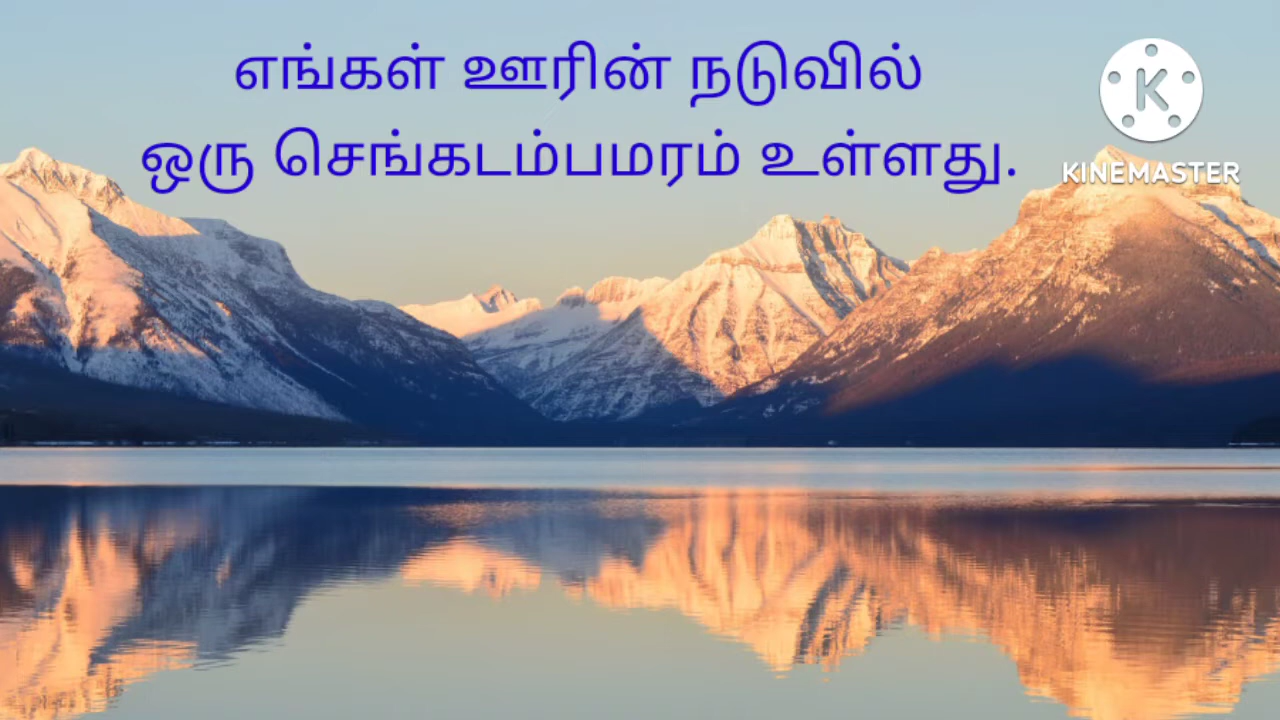 எங்கள் ஊரின் நடுவில்
ஒரு செங்கடம்பமரம் உள்ளது.
K
KINEMASTER